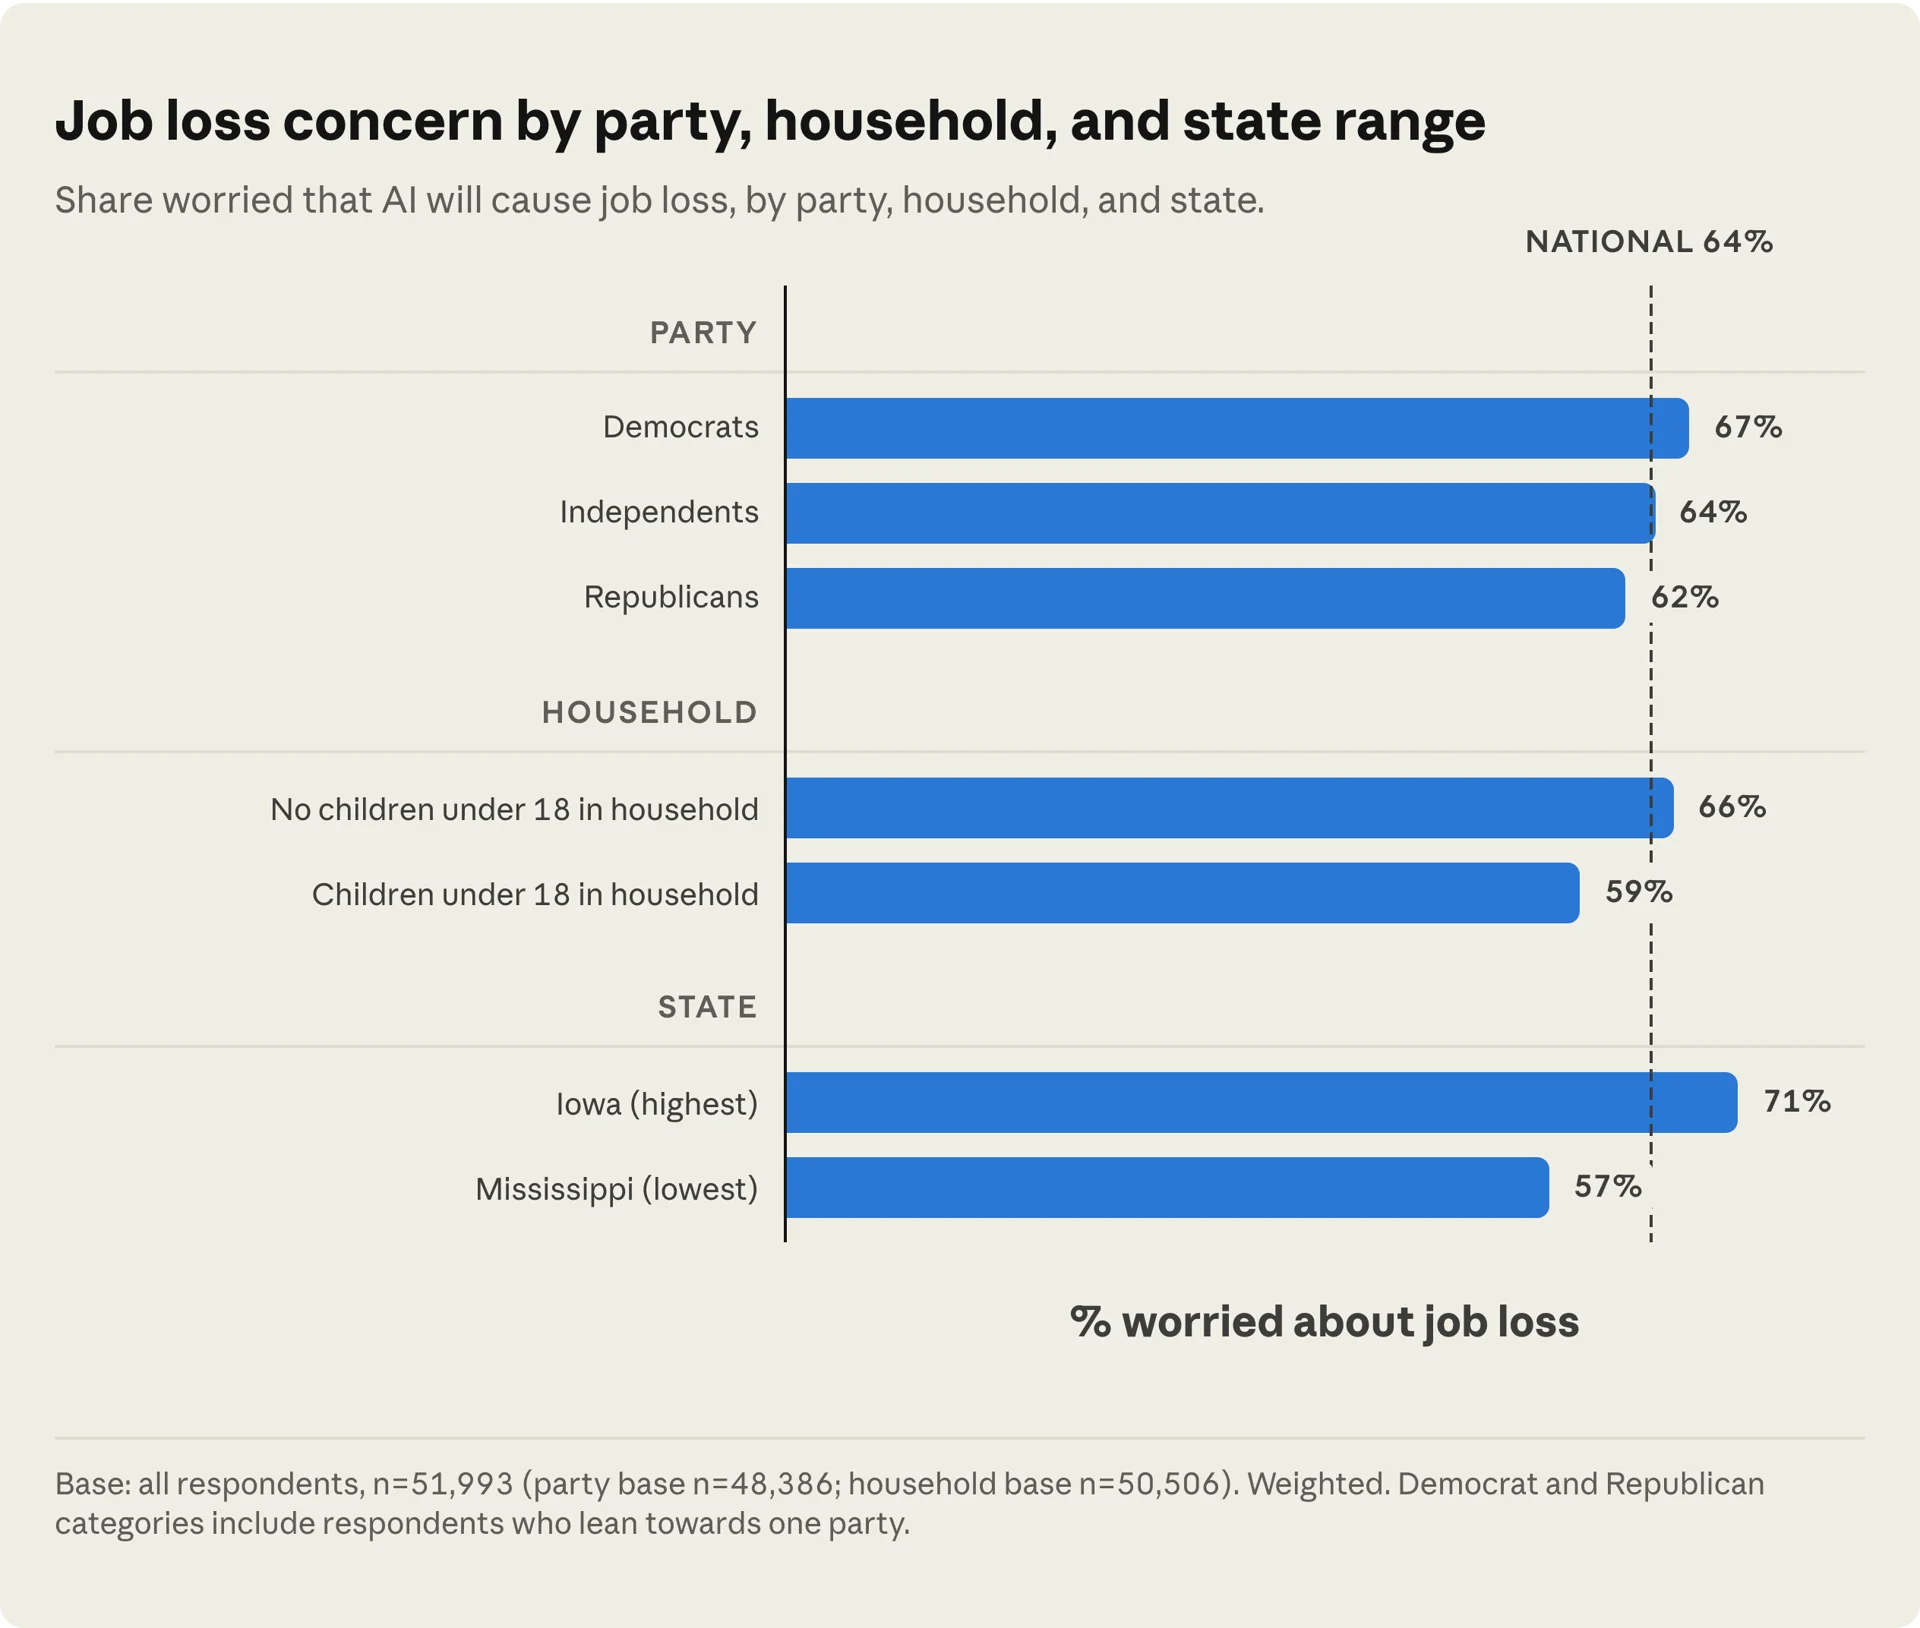 Job loss concern by party, household, and state range
Share worried that AI will cause job loss, by party, household, and state.
NATIONAL 64%
PARTY
Democrats 67%
Independents 64%
Republicans 62%
HOUSEHOLD
No children under 18 in household 66%
Children under 18 in household 59%
STATE
Iowa (highest) 71%
Mississippi (lowest) 57%
% worried about job loss
Base: all respondents, n=51,993 (party base n=48,386; household base n=50,506). Weighted. Democrat and Republican
categories include respondents who lean towards one party.